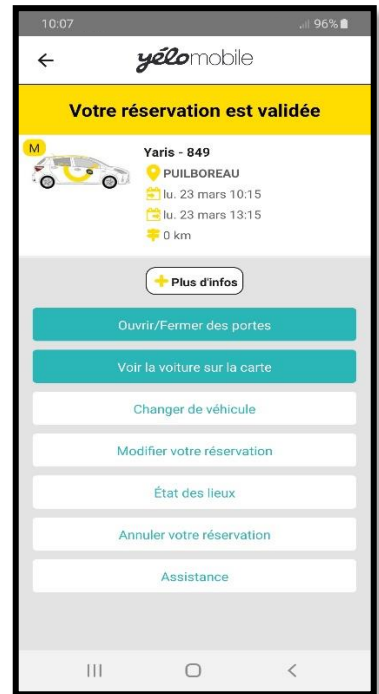 10:07 96%
yélomobile
Votre réservation est validée
M
Yaris - 849
PUILBOREAU
lu. 23 mars 10:15
lu. 23 mars 13:15
0 km
+ Plus d'infos
Ouvrir/Fermer des portes
Voir la voiture sur la carte
Changer de véhicule
Modifier votre réservation
État des lieux
Annuler votre réservation
Assistance